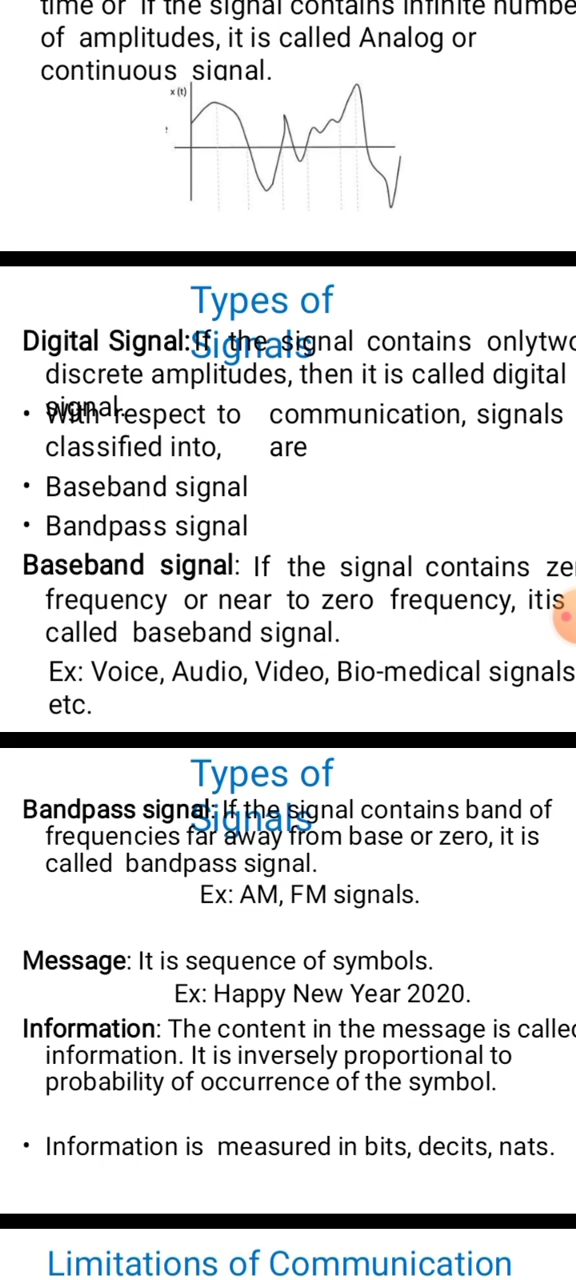 time or if the signal contains infinite numbe
of amplitudes, it is called Analog or
continuous signal.
x (t)
Types of
Signals
Digital Signal: If the signal contains onlytwo
discrete amplitudes, then it is called digital
signal.
• With respect to communication, signals
classified into, are
• Baseband signal
• Bandpass signal
Baseband signal: If the signal contains ze
frequency or near to zero frequency, itis
called baseband signal.
Ex: Voice, Audio, Video, Bio-medical signals
etc.
Types of
Signals
Bandpass signal: If the signal contains band of
frequencies far away from base or zero, it is
called bandpass signal.
Ex: AM, FM signals.
Message: It is sequence of symbols.
Ex: Happy New Year 2020.
Information: The content in the message is called
information. It is inversely proportional to
probability of occurrence of the symbol.
• Information is measured in bits, decits, nats.
Limitations of Communication